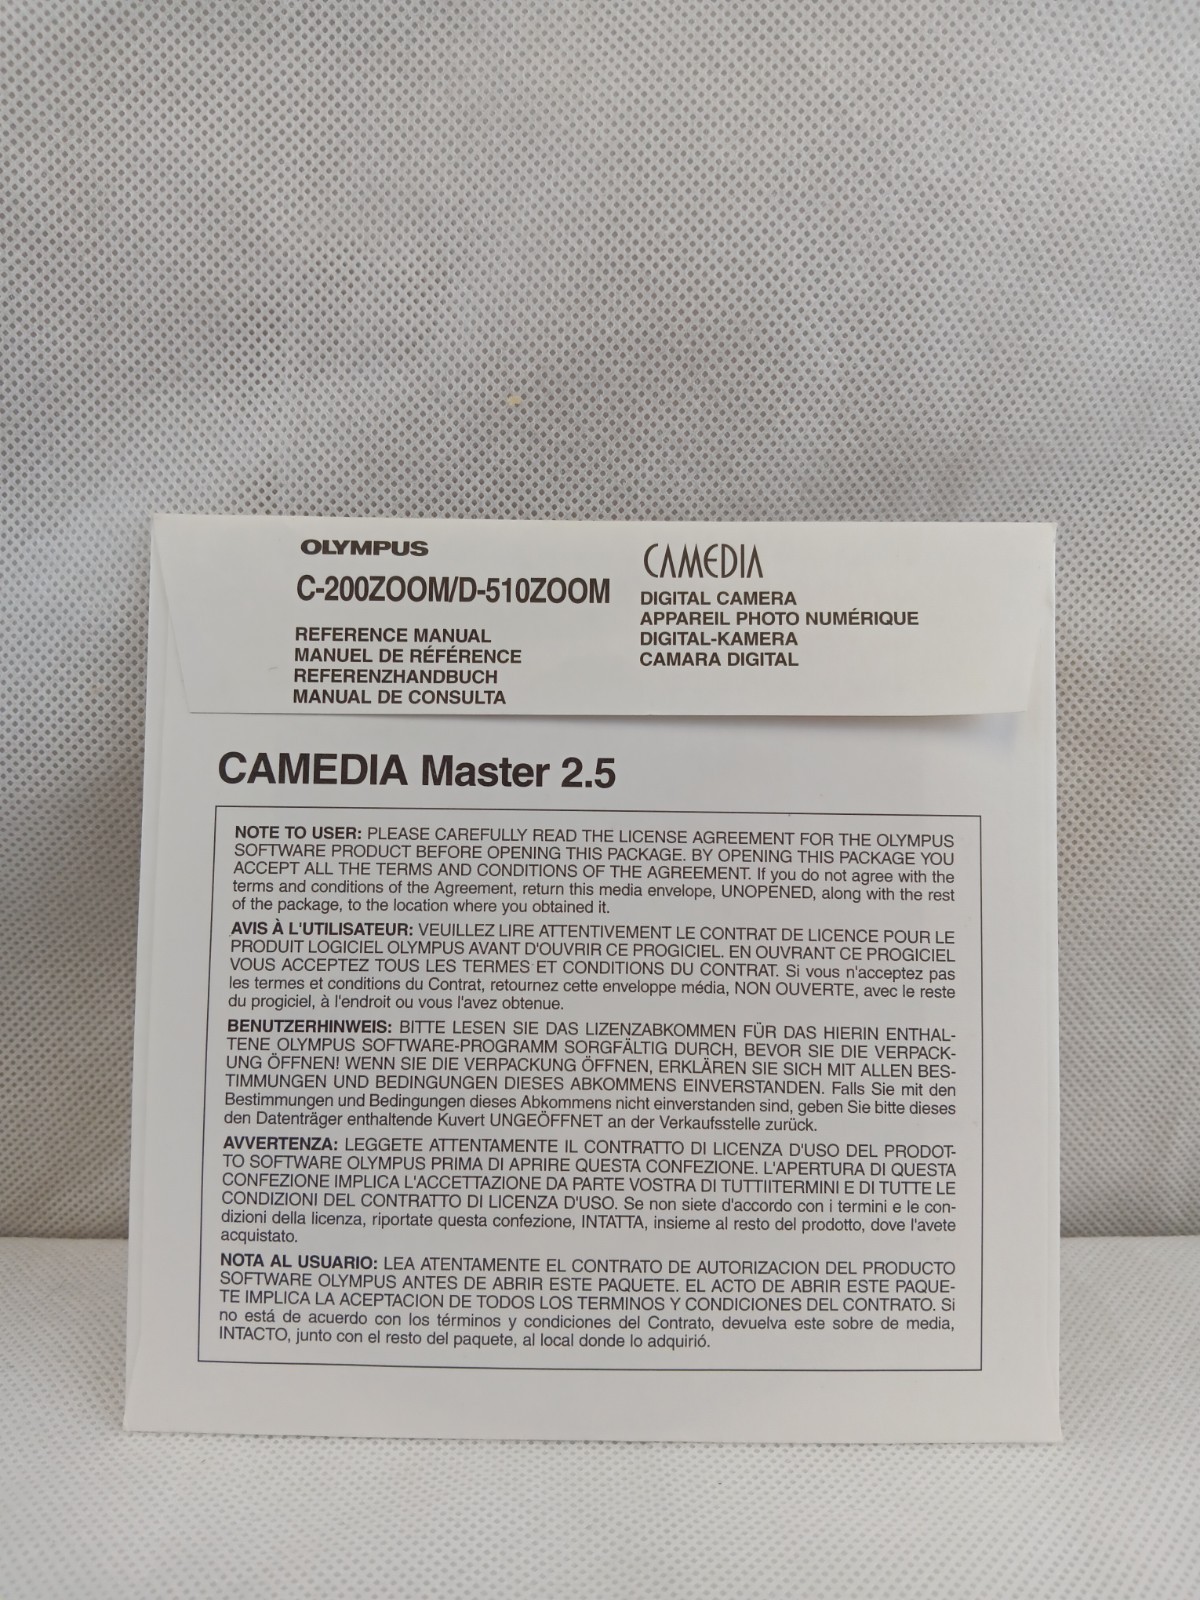 OLYMPUS
C-200ZOOM/D-510ZOOM
REFERENCE MANUAL
MANUEL DE RÉFÉRENCE
REFERENZHANDBUCH
MANUAL DE CONSULTA
CAMEDIA
DIGITAL CAMERA
APPAREIL PHOTO NUMÉRIQUE
DIGITAL-KAMERA
CAMARA DIGITAL
CAMEDIA Master 2.5
NOTE TO USER: PLEASE CAREFULLY READ THE LICENSE AGREEMENT FOR THE OLYMPUS
SOFTWARE PRODUCT BEFORE OPENING THIS PACKAGE. BY OPENING THIS PACKAGE YOU
ACCEPT ALL THE TERMS AND CONDITIONS OF THE AGREEMENT. If you do not agree with the
terms and conditions of the Agreement, return this media envelope, UNOPENED, along with the rest
of the package, to the location where you obtained it.
AVIS À L'UTILISATEUR: VEUILLEZ LIRE ATTENTIVEMENT LE CONTRAT DE LICENCE POUR LE
PRODUIT LOGICIEL OLYMPUS AVANT D'OUVRIR CE PROGICIEL. EN OUVRANT CE PROGICIEL
VOUS ACCEPTEZ TOUS LES TERMES ET CONDITIONS DU CONTRAT. Si vous n'acceptez pas
les termes et conditions du Contrat, retournez cette enveloppe média, NON OUVERTE, avec le reste
du progiciel, à l'endroit ou vous l'avez obtenue.
BENUTZERHINWEIS: BITTE LESEN SIE DAS LIZENZABKOMMEN FÜR DAS HIERIN ENTHAL-
TENE OLYMPUS SOFTWARE-PROGRAMM SORGFÄLTIG DURCH, BEVOR SIE DIE VERPACK-
UNG ÖFFNEN! WENN SIE DIE VERPACKUNG ÖFFNEN, ERKLÄREN SIE SICH MIT ALLEN BES-
TIMMUNGEN UND BEDINGUNGEN DIESES ABKOMMENS EINVERSTANDEN. Falls Sie mit den
Bestimmungen und Bedingungen dieses Abkommens nicht einverstanden sind, geben Sie bitte dieses
den Datenträger enthaltende Kuvert UNGEÖFFNET an der Verkaufsstelle zurück.
AVVERTENZA: LEGGETE ATTENTAMENTE IL CONTRATTO DI LICENZA D'USO DEL PRODOT-
TO SOFTWARE OLYMPUS PRIMA DI APRIRE QUESTA CONFEZIONE. L'APERTURA DI QUESTA
CONFEZIONE IMPLICA L'ACCETTAZIONE DA PARTE VOSTRA DI TUTTIITERMINI E DI TUTTE LE
CONDIZIONI DEL CONTRATTO DI LICENZA D'USO. Se non siete d'accordo con i termini e le con-
dizioni della licenza, riportate questa confezione, INTATTA, insieme al resto del prodotto, dove l'avete
acquistato.
NOTA AL USUARIO: LEA ATENTAMENTE EL CONTRATO DE AUTORIZACION DEL PRODUCTO
SOFTWARE OLYMPUS ANTES DE ABRIR ESTE PAQUETE. EL ACTO DE ABRIR ESTE PAQUE-
TE IMPLICA LA ACEPTACION DE TODOS LOS TERMINOS Y CONDICIONES DEL CONTRATO. Si
no está de acuerdo con los términos y condiciones del Contrato, devuelva este sobre de media,
INTACTO, junto con el resto del paquete, al local donde lo adquirió.